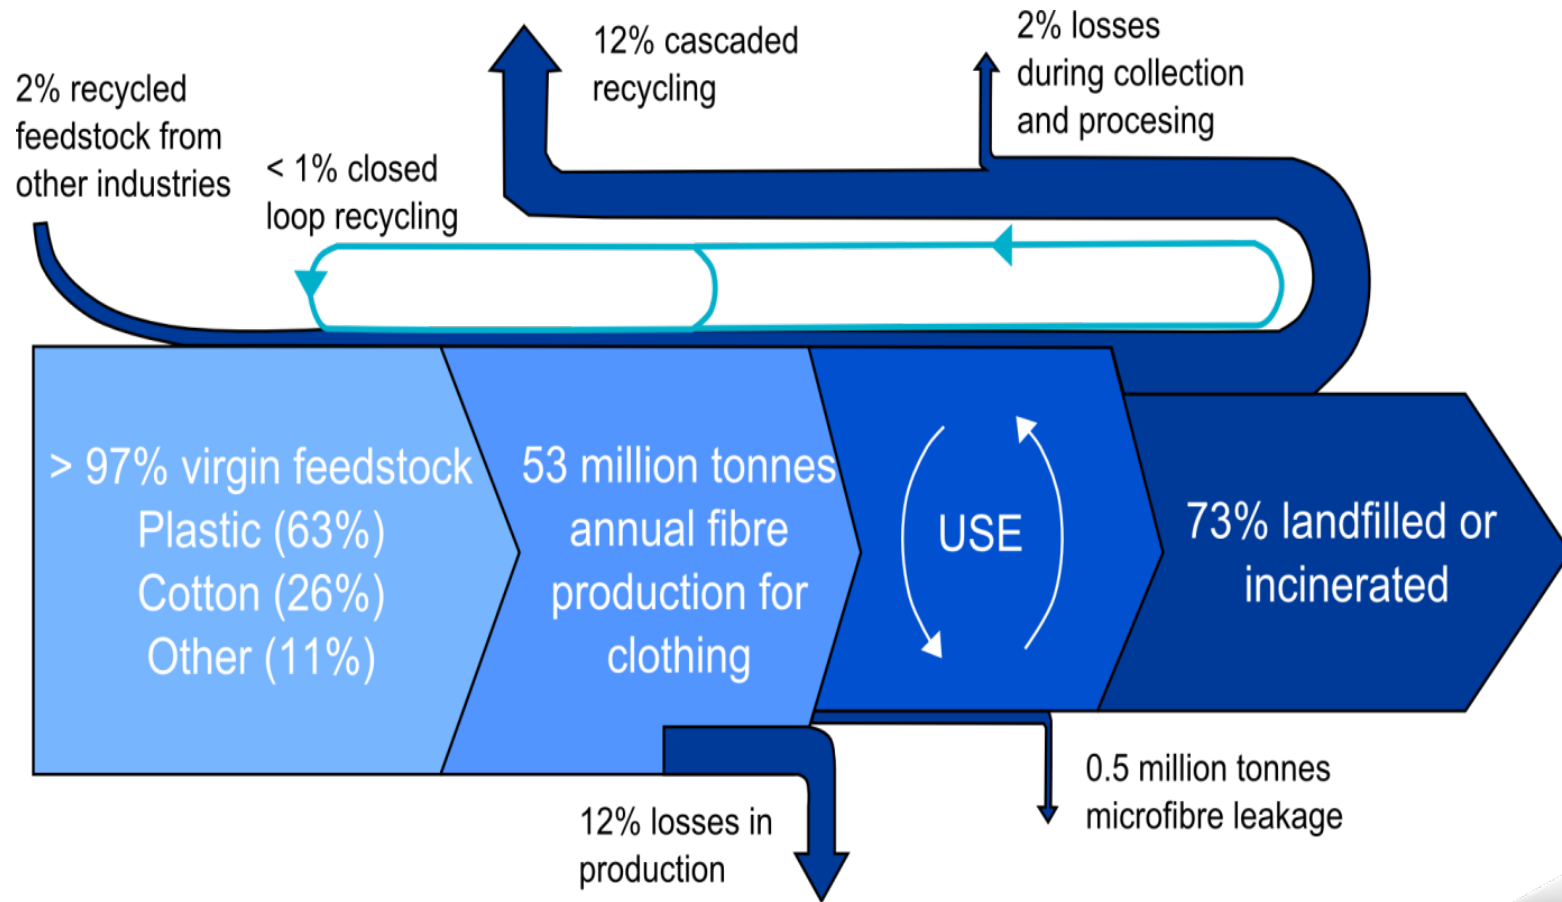 2% recycled
feedstock from
other industries
< 1% closed
loop recycling
12% cascaded
recycling
2% losses
during collection
and procesing
> 97% virgin feedstock
Plastic (63%)
Cotton (26%)
Other (11%)
53 million tonnes
annual fibre
production for
clothing
USE
73% landfilled or
incinerated
12% losses in
production
0.5 million tonnes
microfibre leakage